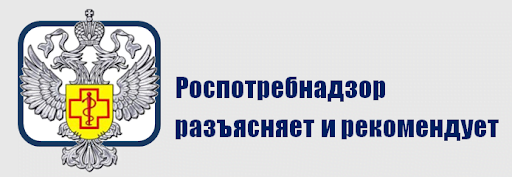 Роспотребнадзор
разъясняет и рекомендует